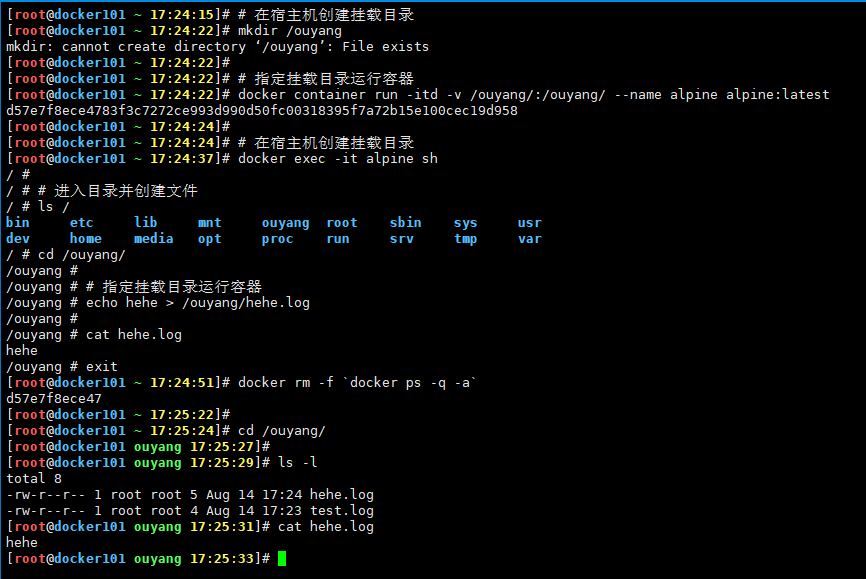 [root@docker101 ~ 17:24:15]# # 在宿主机创建挂载目录
[root@docker101 ~ 17:24:22]# mkdir /ouyang
mkdir: cannot create directory ‘/ouyang’: File exists
[root@docker101 ~ 17:24:22]#
[root@docker101 ~ 17:24:22]# # 指定挂载目录运行容器
[root@docker101 ~ 17:24:22]# docker container run -itd -v /ouyang/:/ouyang/ --name alpine alpine:latest
d57e7f8ece4783f3c7272ce993d990d50fc00318395f7a72b15e100cec19d958
[root@docker101 ~ 17:24:24]#
[root@docker101 ~ 17:24:24]# # 在宿主机创建挂载目录
[root@docker101 ~ 17:24:37]# docker exec -it alpine sh
/ #
/ # # 进入目录并创建文件
/ # ls /
bin etc lib mnt ouyang root sbin sys usr
dev home media opt proc run srv tmp var
/ # cd /ouyang/
/ouyang #
/ouyang # # 指定挂载目录运行容器
/ouyang # echo hehe > /ouyang/hehe.log
/ouyang #
/ouyang # cat hehe.log
hehe
/ouyang # exit
[root@docker101 ~ 17:24:51]# docker rm -f `docker ps -q -a`
d57e7f8ece47
[root@docker101 ~ 17:25:22]#
[root@docker101 ~ 17:25:24]# cd /ouyang/
[root@docker101 ouyang 17:25:27]#
[root@docker101 ouyang 17:25:29]# ls -l
total 8
-rw-r--r-- 1 root root 5 Aug 14 17:24 hehe.log
-rw-r--r-- 1 root root 4 Aug 14 17:23 test.log
[root@docker101 ouyang 17:25:31]# cat hehe.log
hehe
[root@docker101 ouyang 17:25:33]#